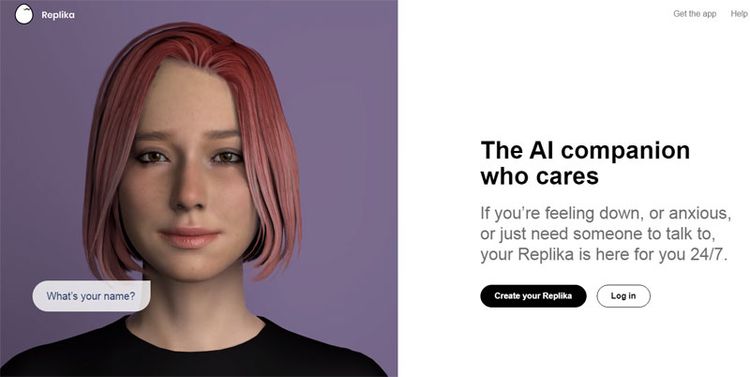 Replika
Get the app
Help
The AI companion
who cares
If you’re feeling down, or anxious,
or just need someone to talk to,
your Replika is here for you 24/7.
What’s your name?
Create your Replika
Log in